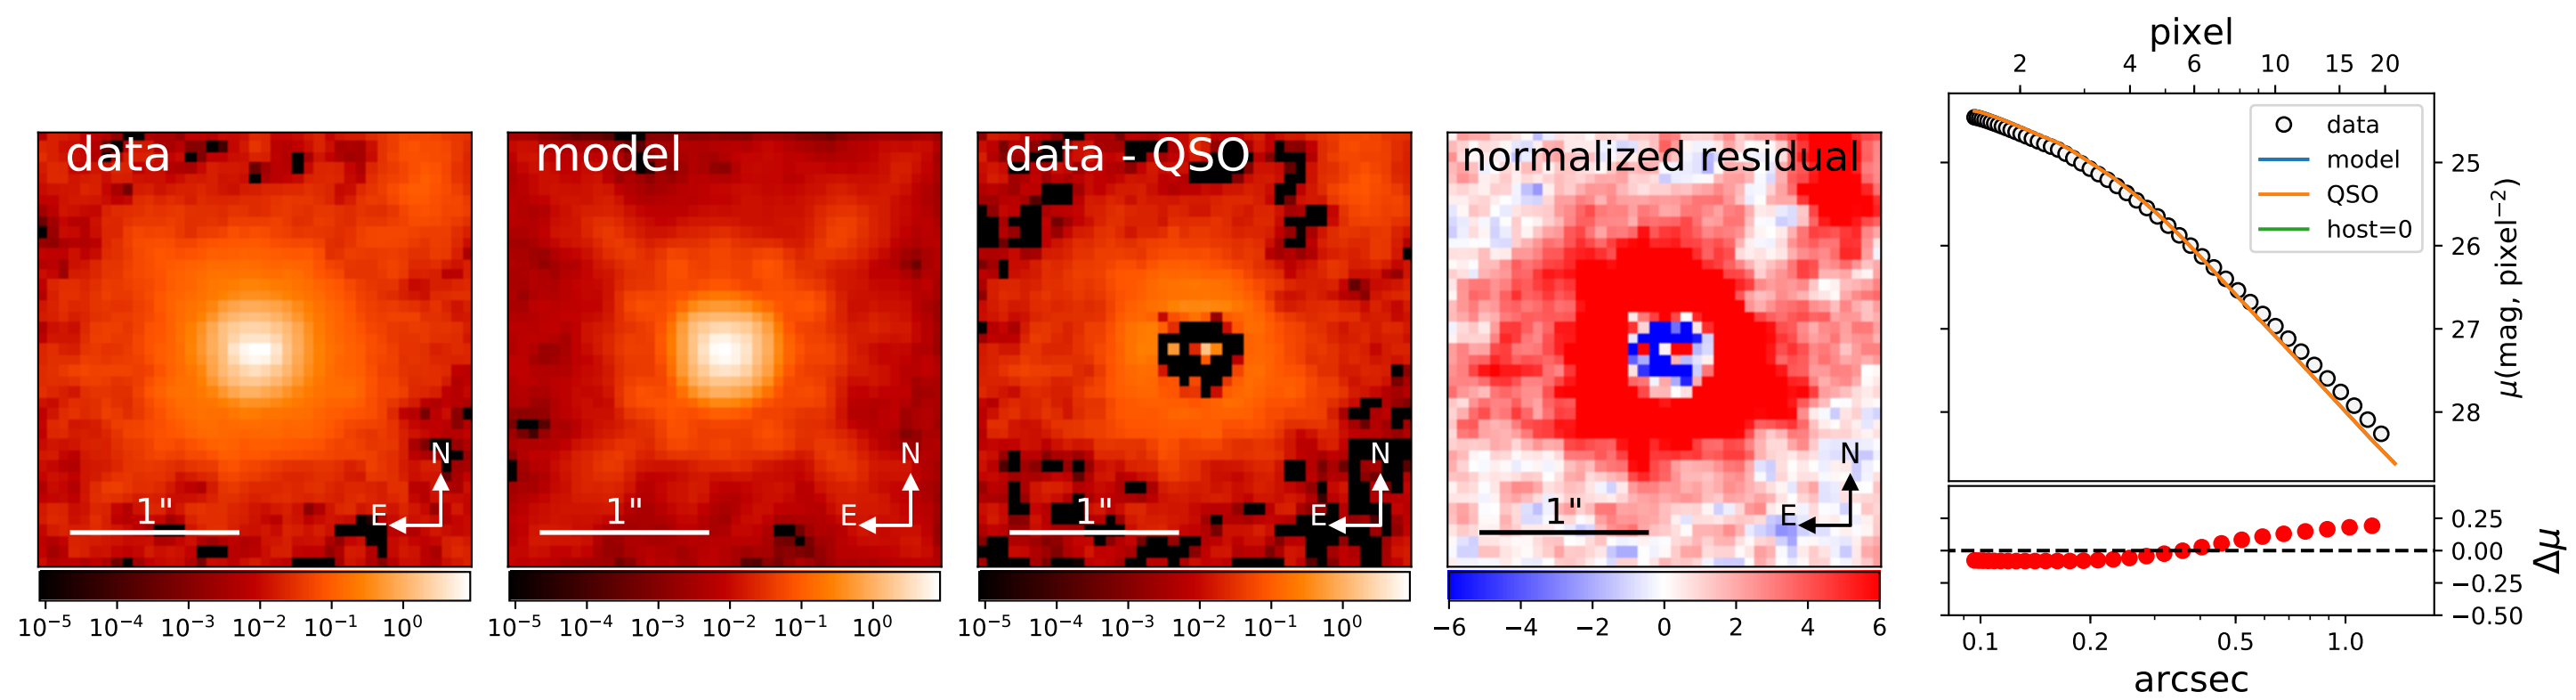 data
N
E
1"
10⁻⁵ 10⁻⁴ 10⁻³ 10⁻² 10⁻¹ 10⁰
model
N
E
1"
10⁻⁵ 10⁻⁴ 10⁻³ 10⁻² 10⁻¹ 10⁰
data - QSO
N
E
1"
10⁻⁵ 10⁻⁴ 10⁻³ 10⁻² 10⁻¹ 10⁰
normalized residual
N
E
1"
−6 −4 −2 0 2 4 6
pixel
2 4 6 10 15 20
data
model
QSO
host=0
25
26
27
28
μ(mag, pixel⁻²)
0.25
0.00
−0.25
−0.50
Δμ
0.1 0.2 0.5 1.0
arcsec